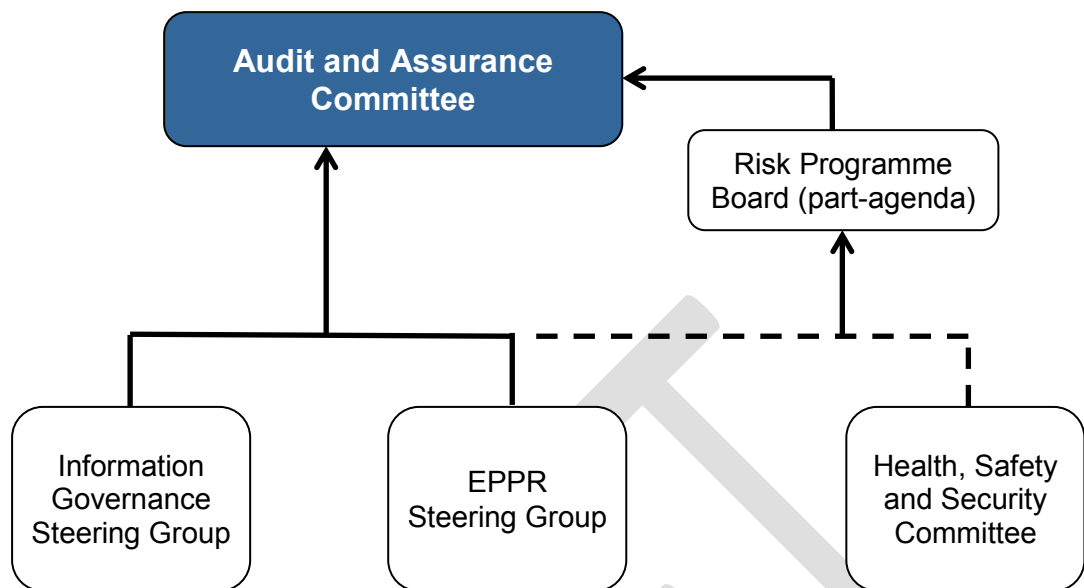 Audit and Assurance
Committee
Risk Programme
Board (part-agenda)
Information
Governance
Steering Group
EPPR
Steering Group
Health, Safety
and Security
Committee